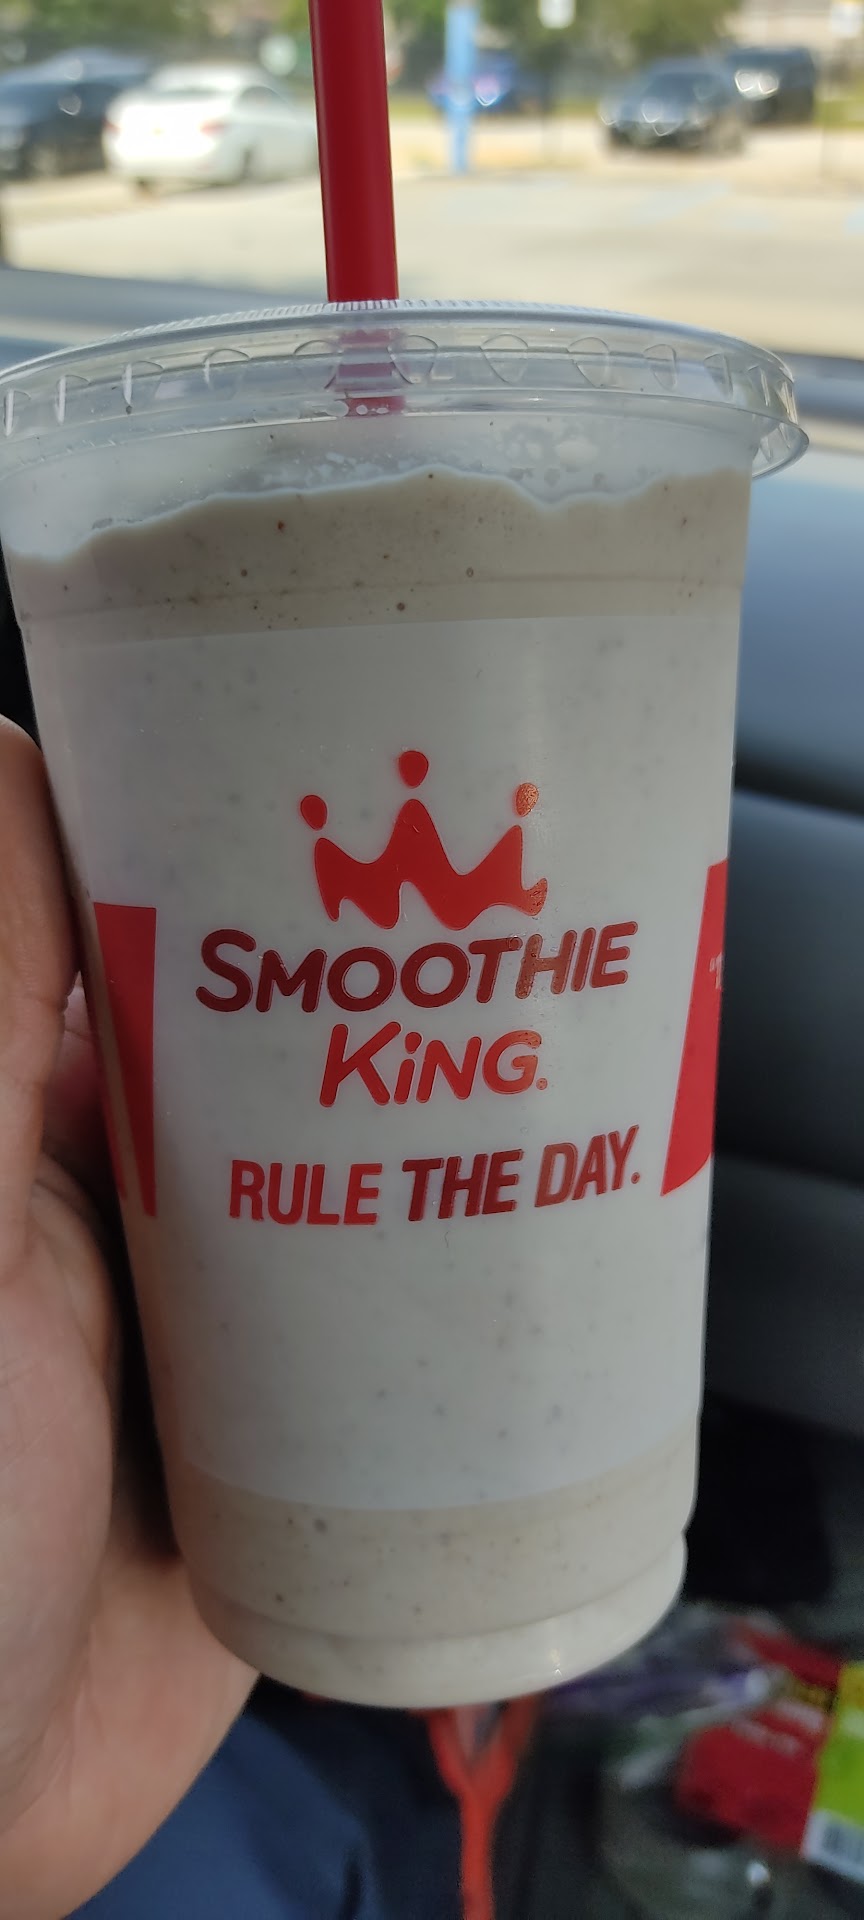 SMOOTHIE
KiNG.
RULE THE DAY.